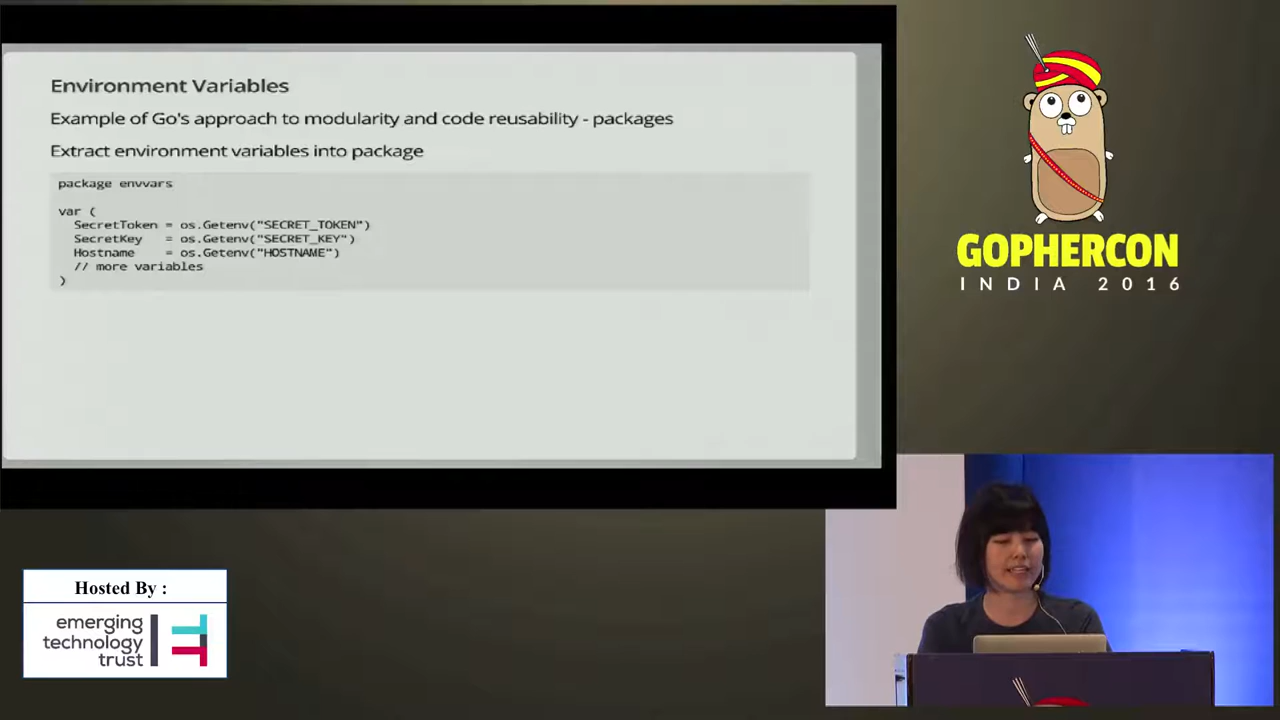 Environment Variables
Example of Go's approach to modularity and code reusability - packages
Extract environment variables into package
package envvars
var (
SecretToken = os.Getenv("SECRET_TOKEN")
SecretKey = os.Getenv("SECRET_KEY")
Hostname = os.Getenv("HOSTNAME")
// more variables
)
GOPHERCON
INDIA 2016
Hosted By :
emerging
technology
trust